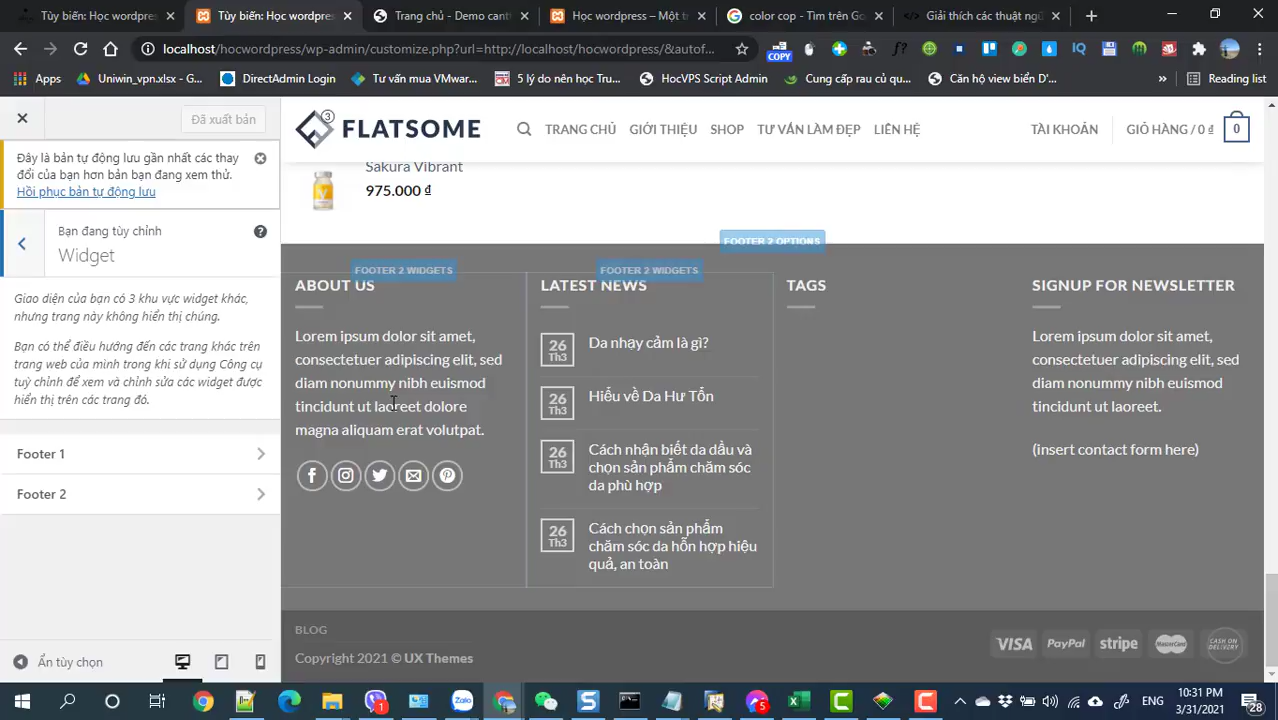 Tùy biến: Học wordpres
Tùy biến: Học wordpres
Trang chủ - Demo cantł
Học wordpress – Một t
color cop - Tìm trên Go
Giải thích các thuật ng
localhost/hocwordpress/wp-admin/customize.php?url=http://localhost/hocwordpress/&autof...
COPY
f?
IQ
Apps
Uniwin_vpn.xlsx - G...
DirectAdmin Login
Tư vấn mua VMwar...
5 lý do nên học Tru...
HocVPS Script Admin
Cung cấp rau củ qu...
Căn hộ view biển D'...
»
Reading list
Đã xuất bản
Đây là bản tự động lưu gần nhất các thay
đổi của bạn hơn bản bạn đang xem thử.
Hồi phục bản tự động lưu
Bạn đang tùy chỉnh
Widget
Giao diện của bạn có 3 khu vực widget khác,
nhưng trang này không hiển thị chúng.
Bạn có thể điều hướng đến các trang khác trên
trang web của mình trong khi sử dụng Công cụ
tuỳ chỉnh để xem và chỉnh sửa các widget được
hiển thị trên các trang đó.
Footer 1
Footer 2
Ẩn tùy chọn
3
FLATSOME
TRANG CHỦ
GIỚI THIỆU
SHOP
TƯ VẤN LÀM ĐẸP
LIÊN HỆ
TÀI KHOẢN
GIỎ HÀNG / 0 ₫
0
Sakura Vibrant
975.000 ₫
FOOTER 2 OPTIONS
FOOTER 2 WIDGETS
ABOUT US
Lorem ipsum dolor sit amet,
consectetuer adipiscing elit, sed
diam nonummy nibh euismod
tincidunt ut laoreet dolore
magna aliquam erat volutpat.
FOOTER 2 WIDGETS
LATEST NEWS
26
Th3
Da nhạy cảm là gì?
26
Th3
Hiểu về Da Hư Tổn
26
Th3
Cách nhận biết da dầu và
chọn sản phẩm chăm sóc
da phù hợp
26
Th3
Cách chọn sản phẩm
chăm sóc da hỗn hợp hiệu
quả, an toàn
TAGS
SIGNUP FOR NEWSLETTER
Lorem ipsum dolor sit amet,
consectetuer adipiscing elit, sed
diam nonummy nibh euismod
tincidunt ut laoreet.
(insert contact form here)
BLOG
Copyright 2021 © UX Themes
VISA
PayPal
stripe
MasterCard
CASH ON
DELIVERY
1
5
ENG
10:31 PM
3/31/2021
28